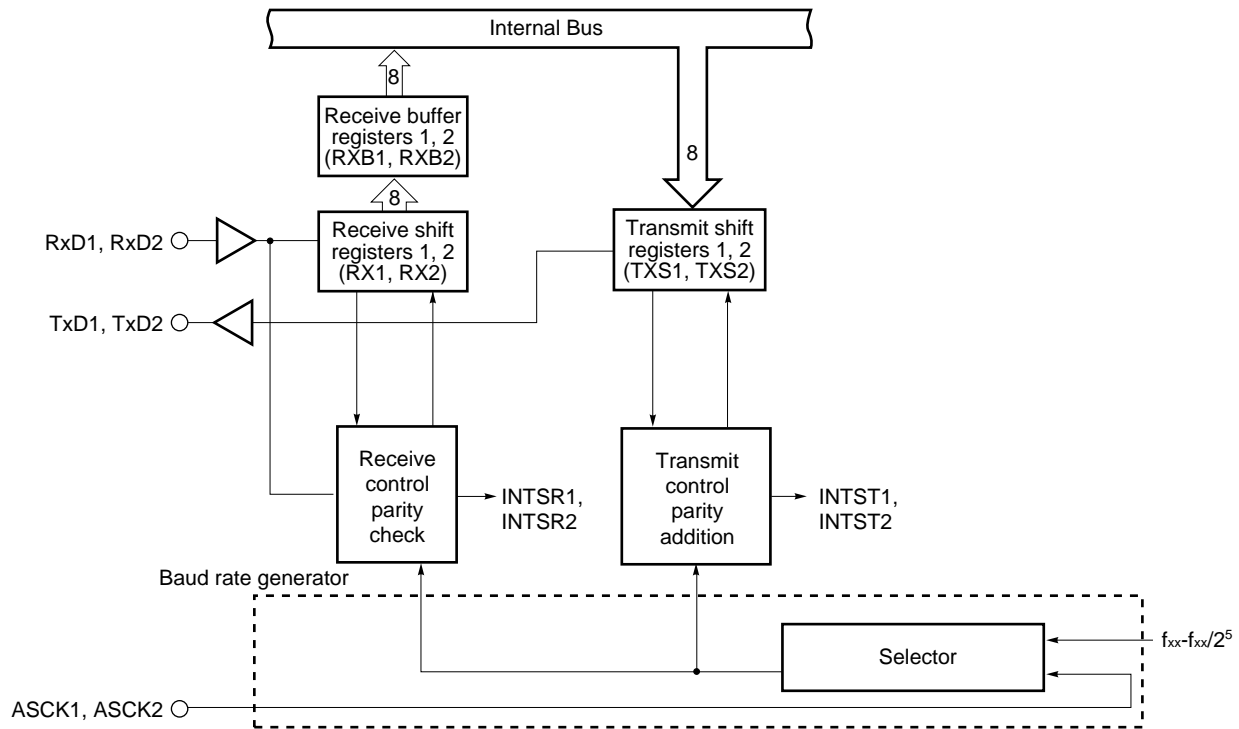 Internal Bus
8
Receive buffer
registers 1, 2
(RXB1, RXB2)
8
8
RxD1, RxD2
Receive shift
registers 1, 2
(RX1, RX2)
Transmit shift
registers 1, 2
(TXS1, TXS2)
TxD1, TxD2
Receive
control
parity
check
INTSR1,
INTSR2
Transmit
control
parity
addition
INTST1,
INTST2
Baud rate generator
Selector
fxx-fxx/2⁵
ASCK1, ASCK2